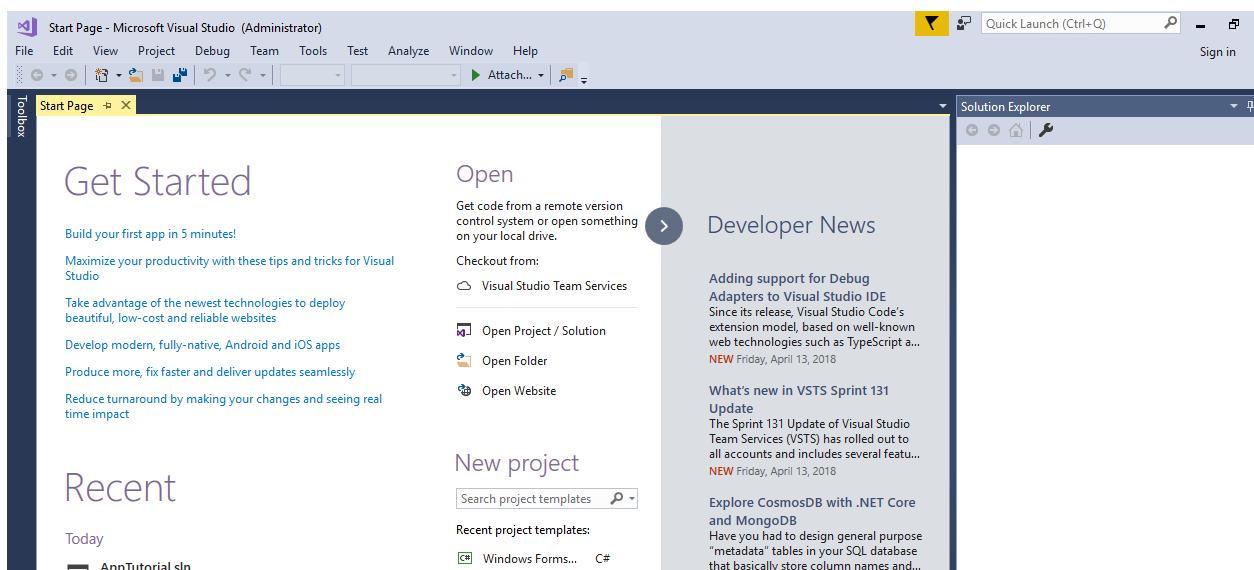 Start Page - Microsoft Visual Studio (Administrator)
Quick Launch (Ctrl+Q)
File Edit View Project Debug Team Tools Test Analyze Window Help
Sign in
Attach...
Toolbox
Start Page
Solution Explorer
Get Started
Build your first app in 5 minutes!
Maximize your productivity with these tips and tricks for Visual
Studio
Take advantage of the newest technologies to deploy
beautiful, low-cost and reliable websites
Develop modern, fully-native, Android and iOS apps
Produce more, fix faster and deliver updates seamlessly
Reduce turnaround by making your changes and seeing real
time impact
Recent
Today
AppTutorial.sln
Open
Get code from a remote version
control system or open something
on your local drive.
Checkout from:
Visual Studio Team Services
Open Project / Solution
Open Folder
Open Website
New project
Search project templates
Recent project templates:
C# Windows Forms... C#
Developer News
Adding support for Debug
Adapters to Visual Studio IDE
Since its release, Visual Studio Code's
extension model, based on well-known
web technologies such as TypeScript a...
NEW Friday, April 13, 2018
What's new in VSTS Sprint 131
Update
The Sprint 131 Update of Visual Studio
Team Services (VSTS) has rolled out to
all accounts and includes several featu...
NEW Friday, April 13, 2018
Explore CosmosDB with .NET Core
and MongoDB
Have you had to design general purpose
"metadata" tables in your SQL database
that basically store column names and...